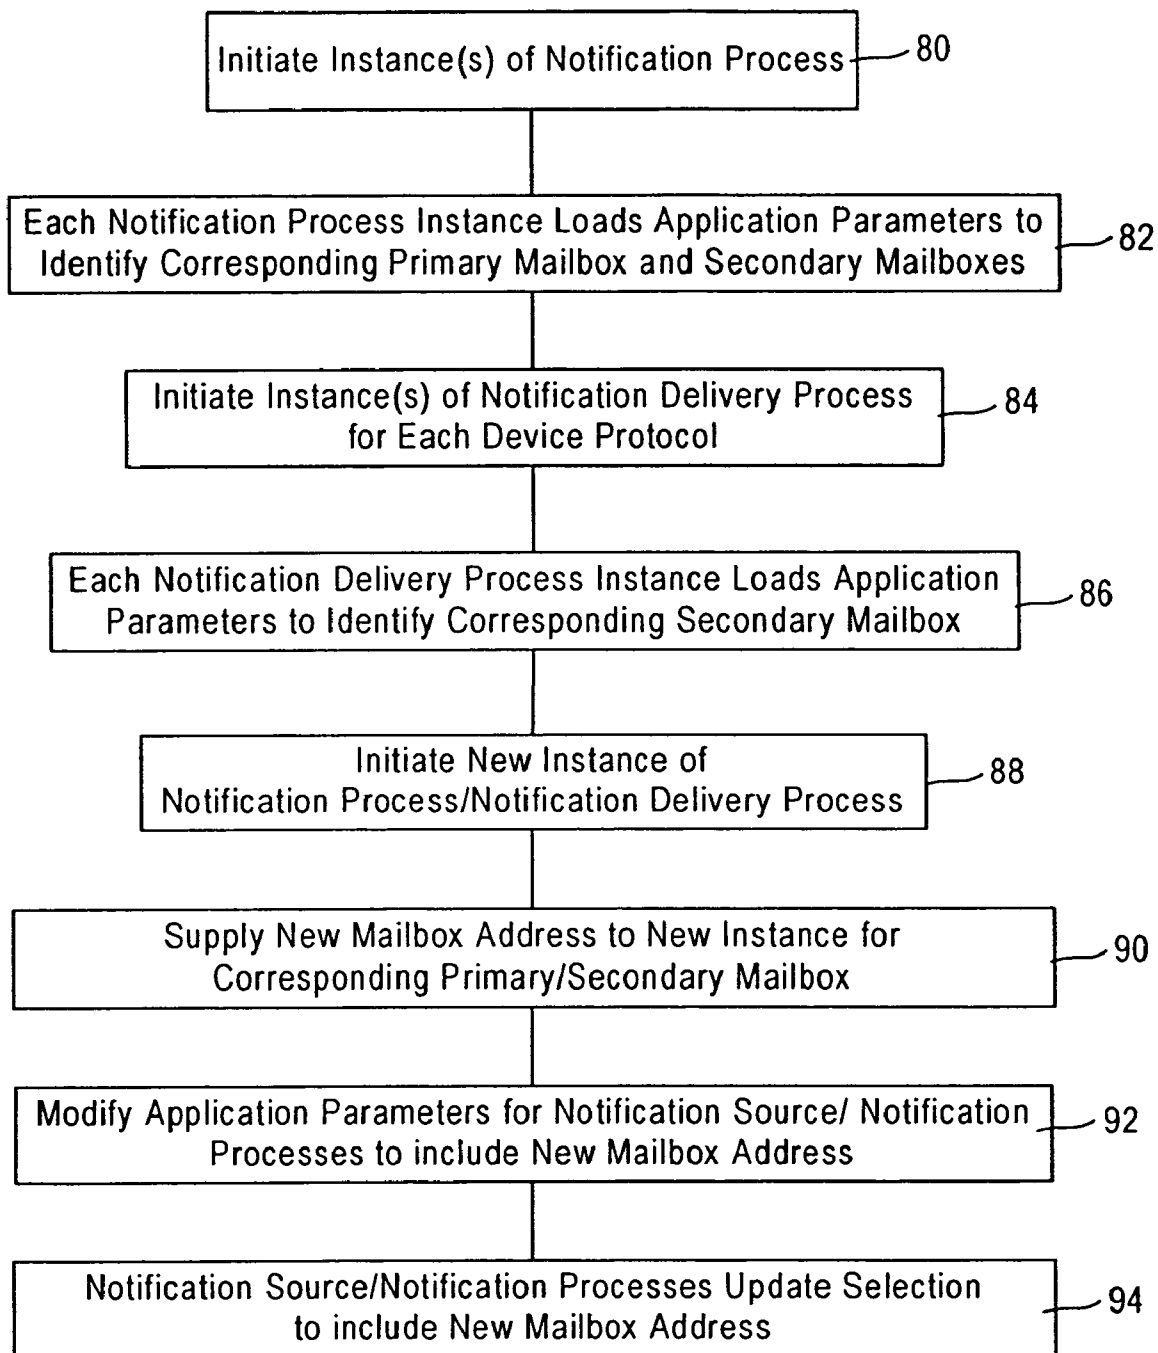 Initiate Instance(s) of Notification Process
80
Each Notification Process Instance Loads Application Parameters to
Identify Corresponding Primary Mailbox and Secondary Mailboxes
82
Initiate Instance(s) of Notification Delivery Process
for Each Device Protocol
84
Each Notification Delivery Process Instance Loads Application
Parameters to Identify Corresponding Secondary Mailbox
86
Initiate New Instance of
Notification Process/Notification Delivery Process
88
Supply New Mailbox Address to New Instance for
Corresponding Primary/Secondary Mailbox
90
Modify Application Parameters for Notification Source/ Notification
Processes to include New Mailbox Address
92
Notification Source/Notification Processes Update Selection
to include New Mailbox Address
94